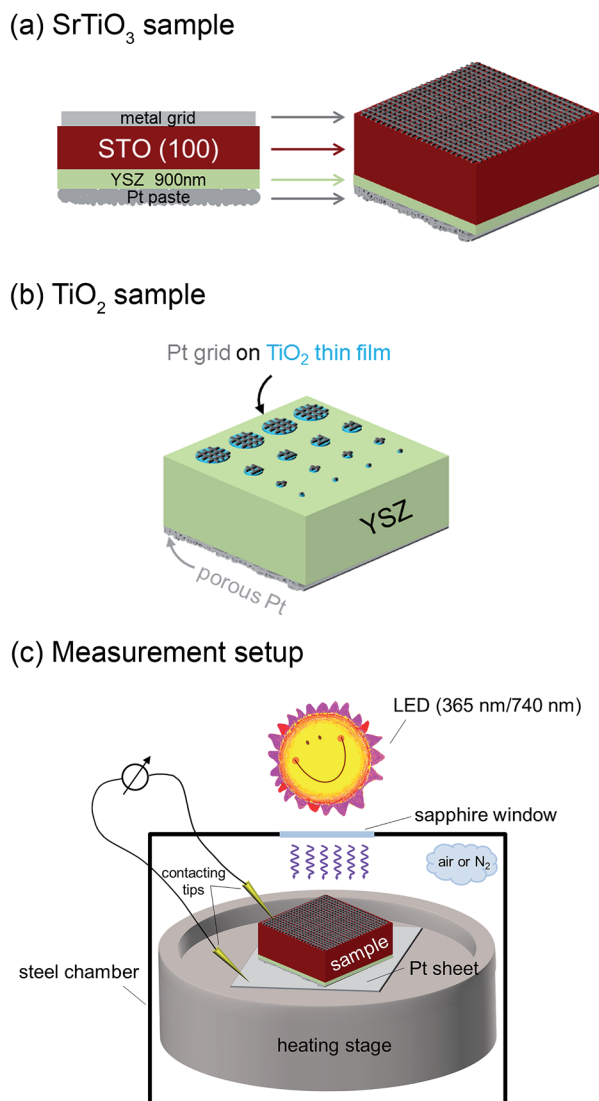 (a) SrTiO₃ sample
metal grid
STO (100)
YSZ 900nm
Pt paste
(b) TiO₂ sample
Pt grid on TiO₂ thin film
YSZ
porous Pt
(c) Measurement setup
LED (365 nm/740 nm)
sapphire window
air or N₂
contacting
tips
sample
Pt sheet
steel chamber
heating stage